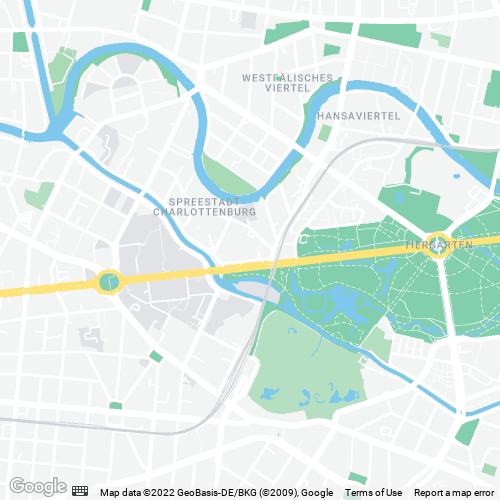 WESTFÄLISCHES
VIERTEL
HANSAVIERTEL
SPREESTADT
CHARLOTTENBURG
TIERGARTEN
Google
Map data ©2022 GeoBasis-DE/BKG (©2009), Google
Terms of Use
Report a map error